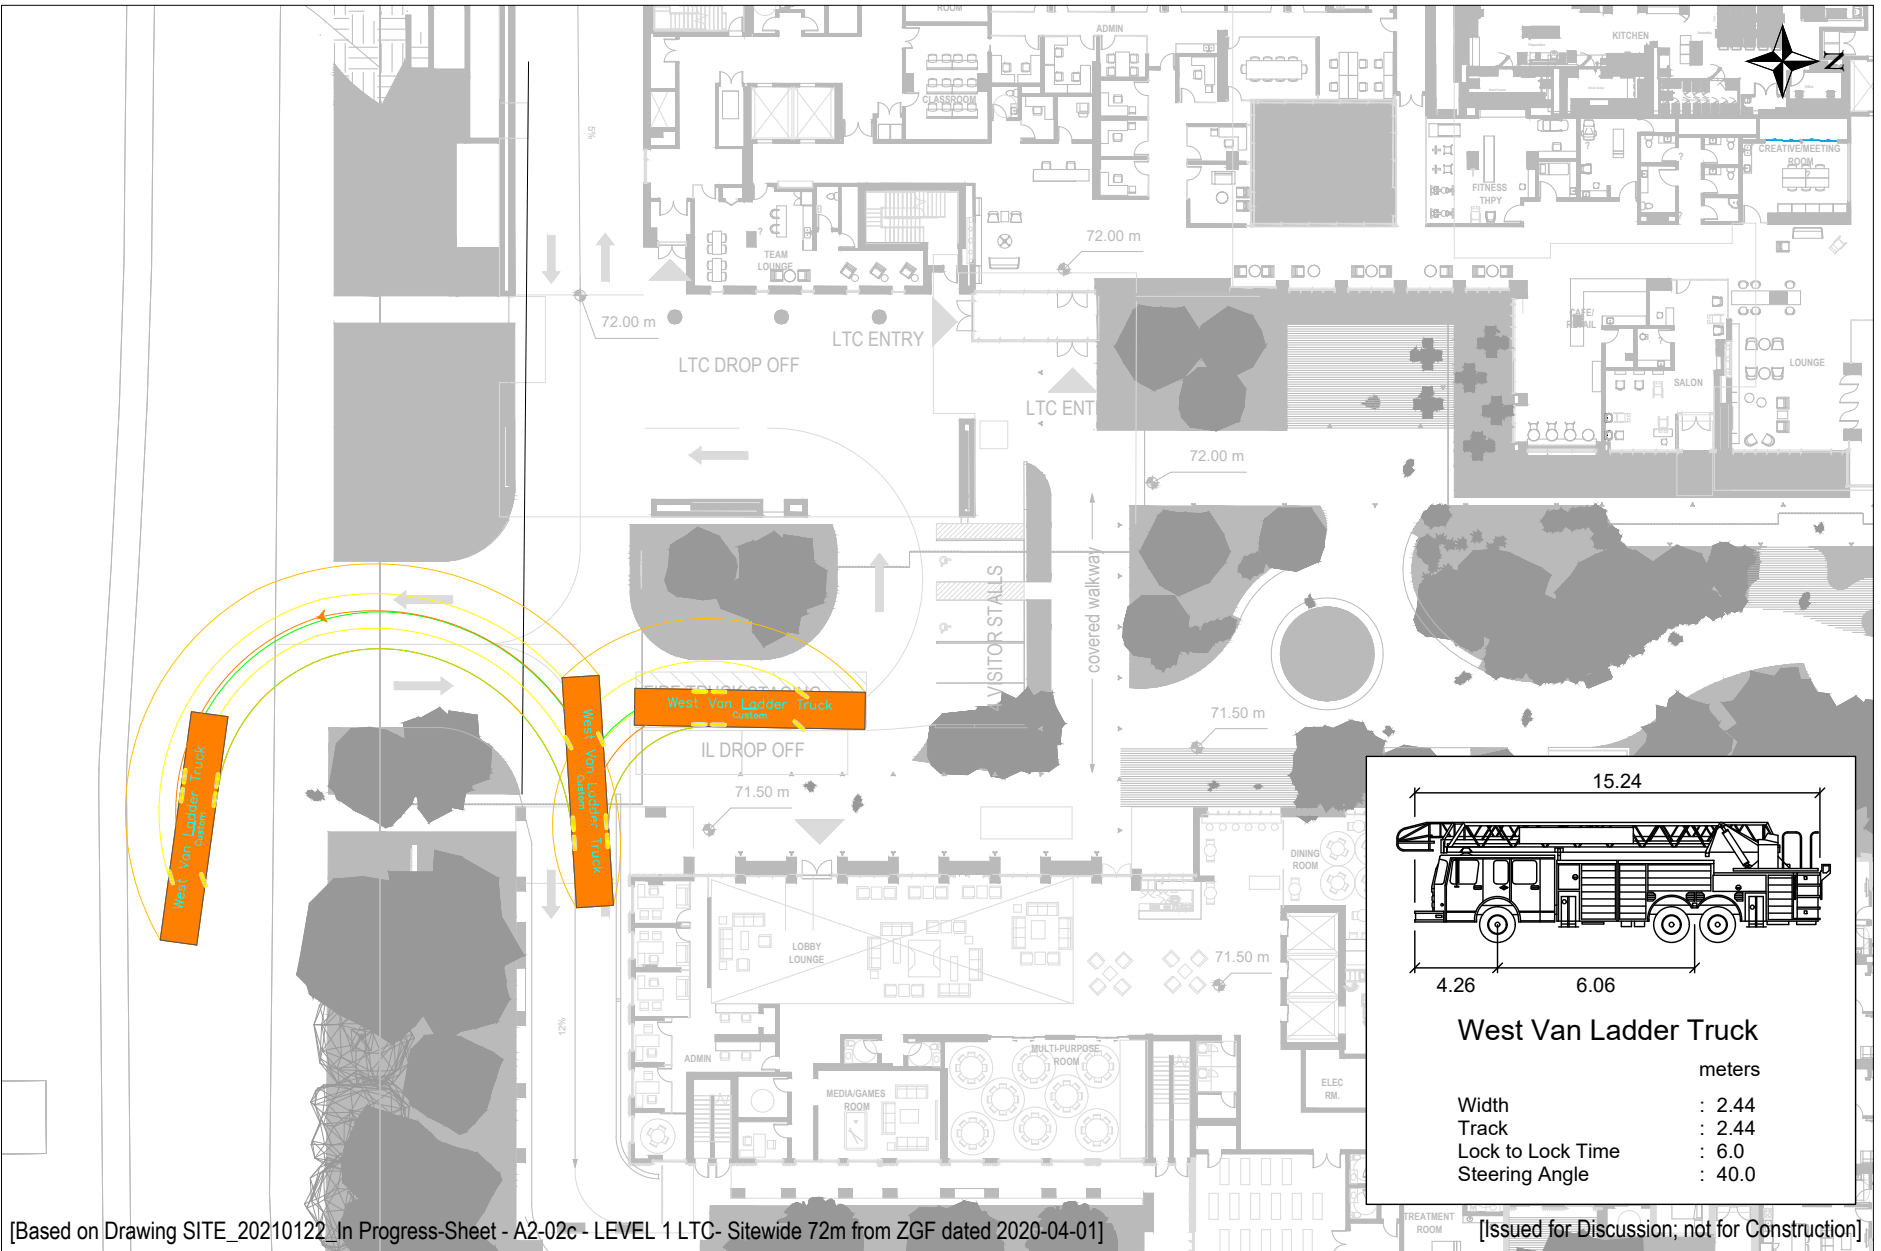 ROOM
ADMIN
KITCHEN
N
CLASSROOM
5%
CREATIVE/MEETING
ROOM
FITNESS
THPY
TEAM
LOUNGE
72.00 m
72.00 m
LTC ENTRY
LTC DROP OFF
CAFE/
LOUNGE
SALON
LTC ENT
72.00 m
4 VISITOR STALLS
covered walkway
FIRE TRUCK STAGING
West Van Ladder Truck
Custom
71.50 m
IL DROP OFF
71.50 m
West Van Ladder Truck
Custom
West Van Ladder Truck
Custom
DINING
ROOM
LOBBY
LOUNGE
71.50 m
12%
ADMIN
MULTI-PURPOSE
ROOM
MEDIA/GAMES
ROOM
ELEC
RM.
TREATMENT
ROOM
15.24
4.26
6.06
West Van Ladder Truck
meters
Width : 2.44
Track : 2.44
Lock to Lock Time : 6.0
Steering Angle : 40.0
[Based on Drawing SITE_20210122_In Progress-Sheet - A2-02c - LEVEL 1 LTC- Sitewide 72m from ZGF dated 2020-04-01]
[Issued for Discussion; not for Construction]